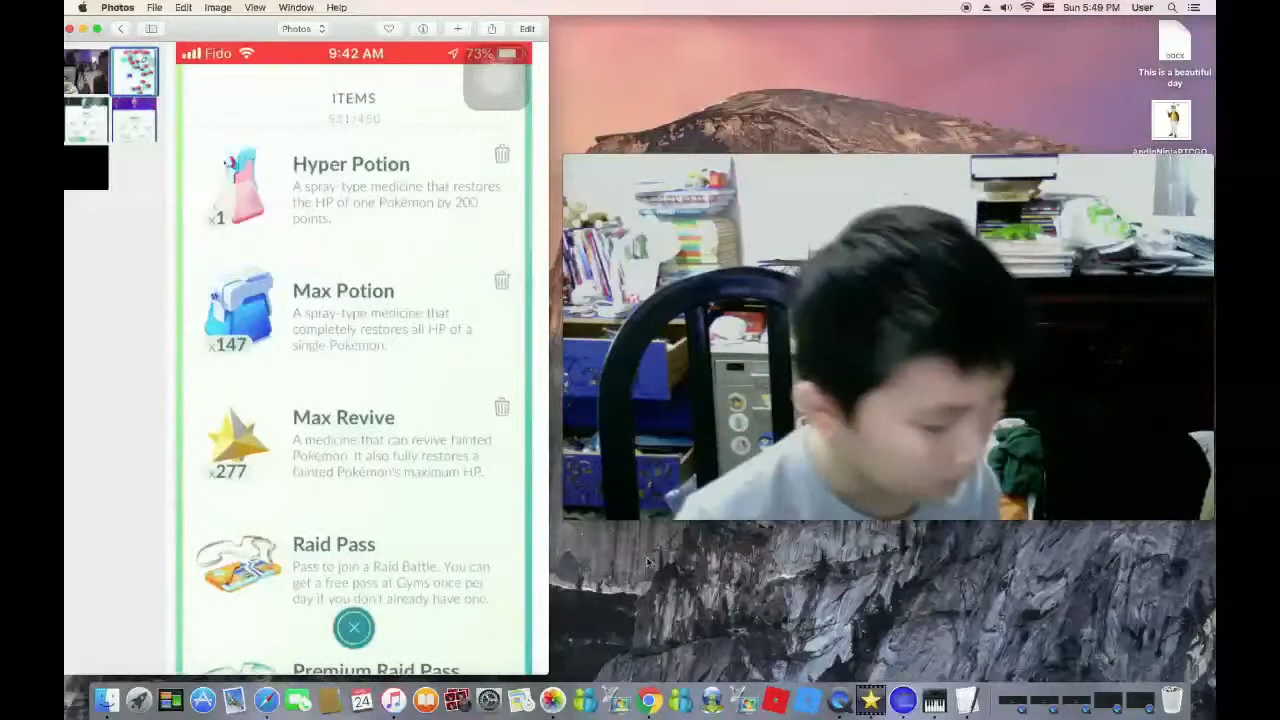 Photos File Edit Image View Window Help
Sun 5:49 PM User
Photos
Edit
Fido 9:42 AM 73%
ITEMS
531/450
Hyper Potion
A spray-type medicine that restores
the HP of one Pokémon by 200
points.
x1
Max Potion
A spray-type medicine that
completely restores all HP of a
single Pokémon.
x147
Max Revive
A medicine that can revive fainted
Pokémon. It also fully restores a
fainted Pokémon's maximum HP.
x277
Raid Pass
Pass to join a Raid Battle. You can
get a free pass at Gyms once per
day if you don't already have one.
Premium Raid Pass
DOCX
This is a beautiful
day
24